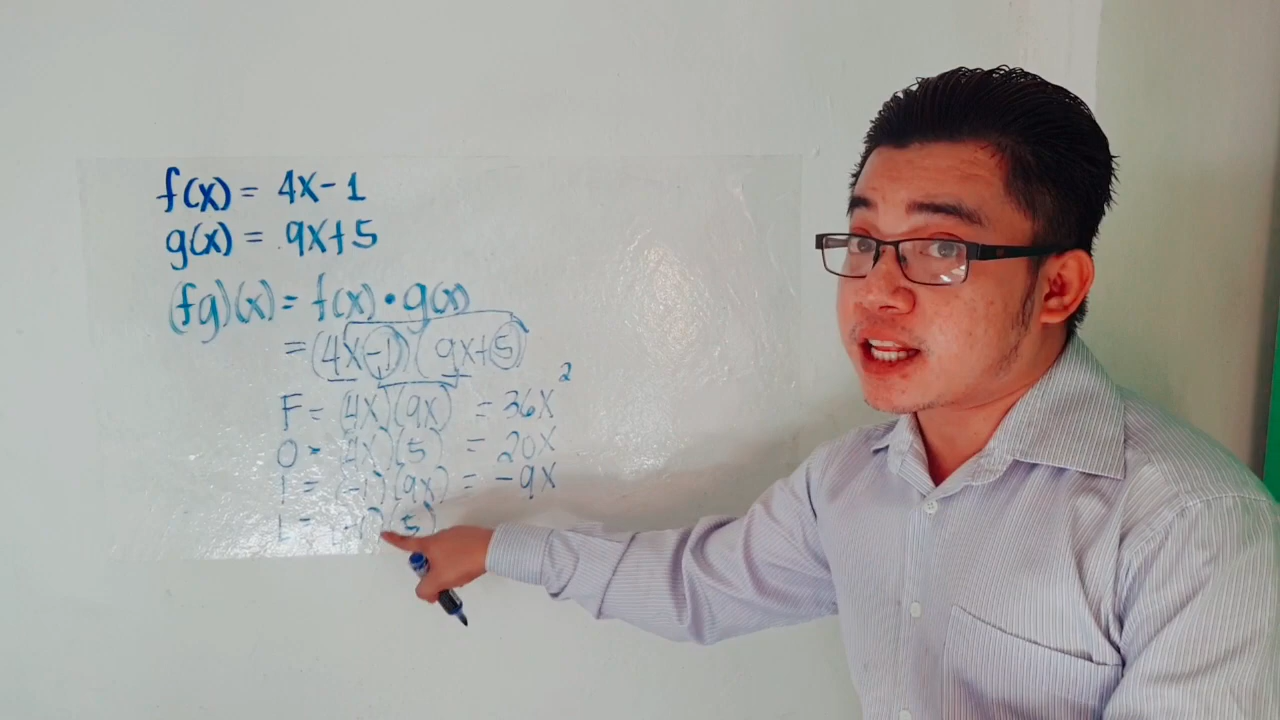 f(x) = 4x - 1
g(x) = 9x + 5
(fg)(x) = f(x) • g(x)
= (4x - 1)(9x + 5)
F = (4x)(9x) = 36x²
O = (4x)(5) = 20x
I = (-1)(9x) = -9x
L = (-1)(5)